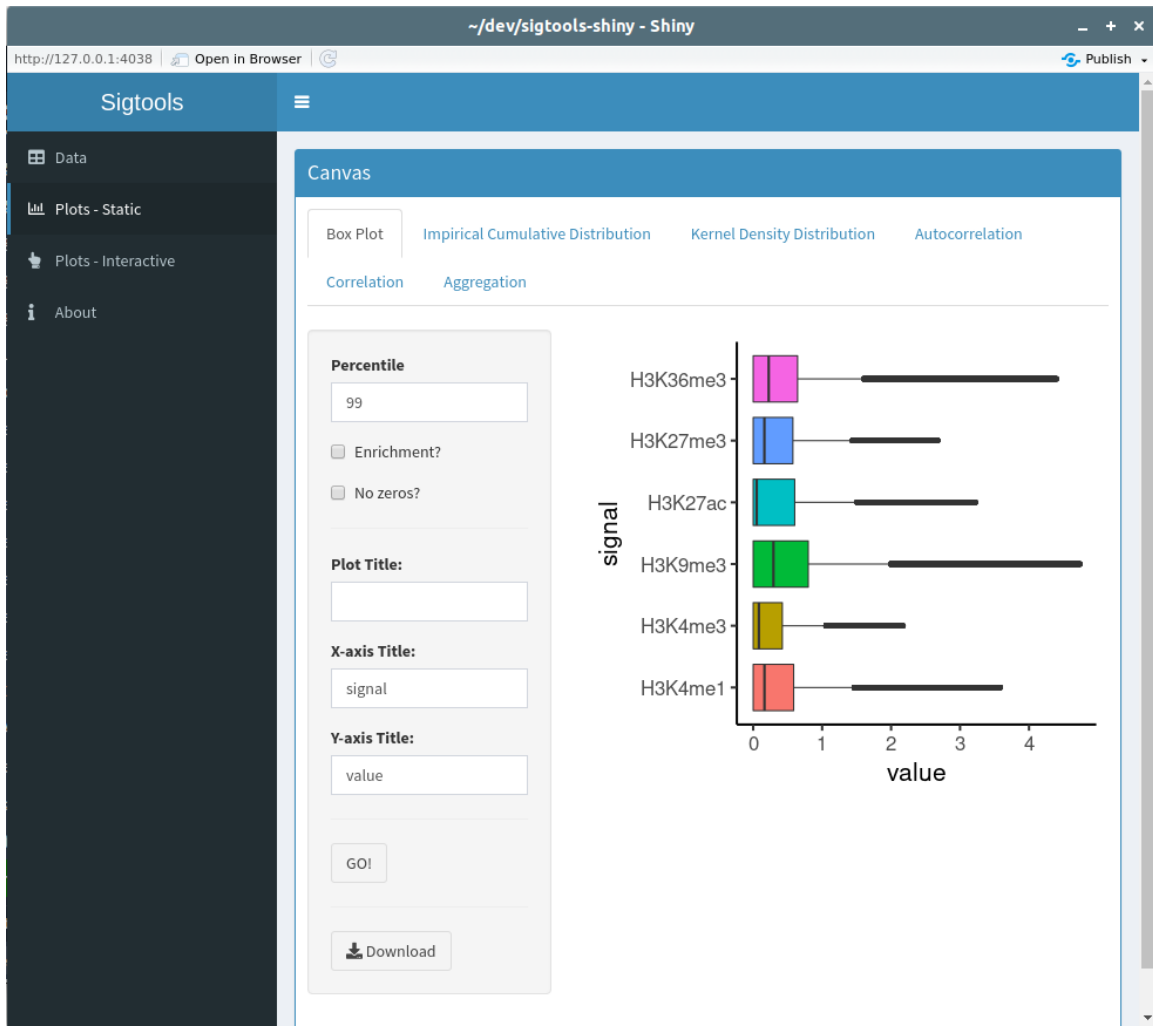 ~/dev/sigtools-shiny - Shiny
http://127.0.0.1:4038 Open in Browser Publish
Sigtools
Data
Plots - Static
Plots - Interactive
About
Canvas
Box Plot Impirical Cumulative Distribution Kernel Density Distribution Autocorrelation
Correlation Aggregation
Percentile
99
Enrichment?
No zeros?
Plot Title:
X-axis Title:
signal
Y-axis Title:
value
GO!
Download
signal
H3K36me3
H3K27me3
H3K27ac
H3K9me3
H3K4me3
H3K4me1
0 1 2 3 4
value